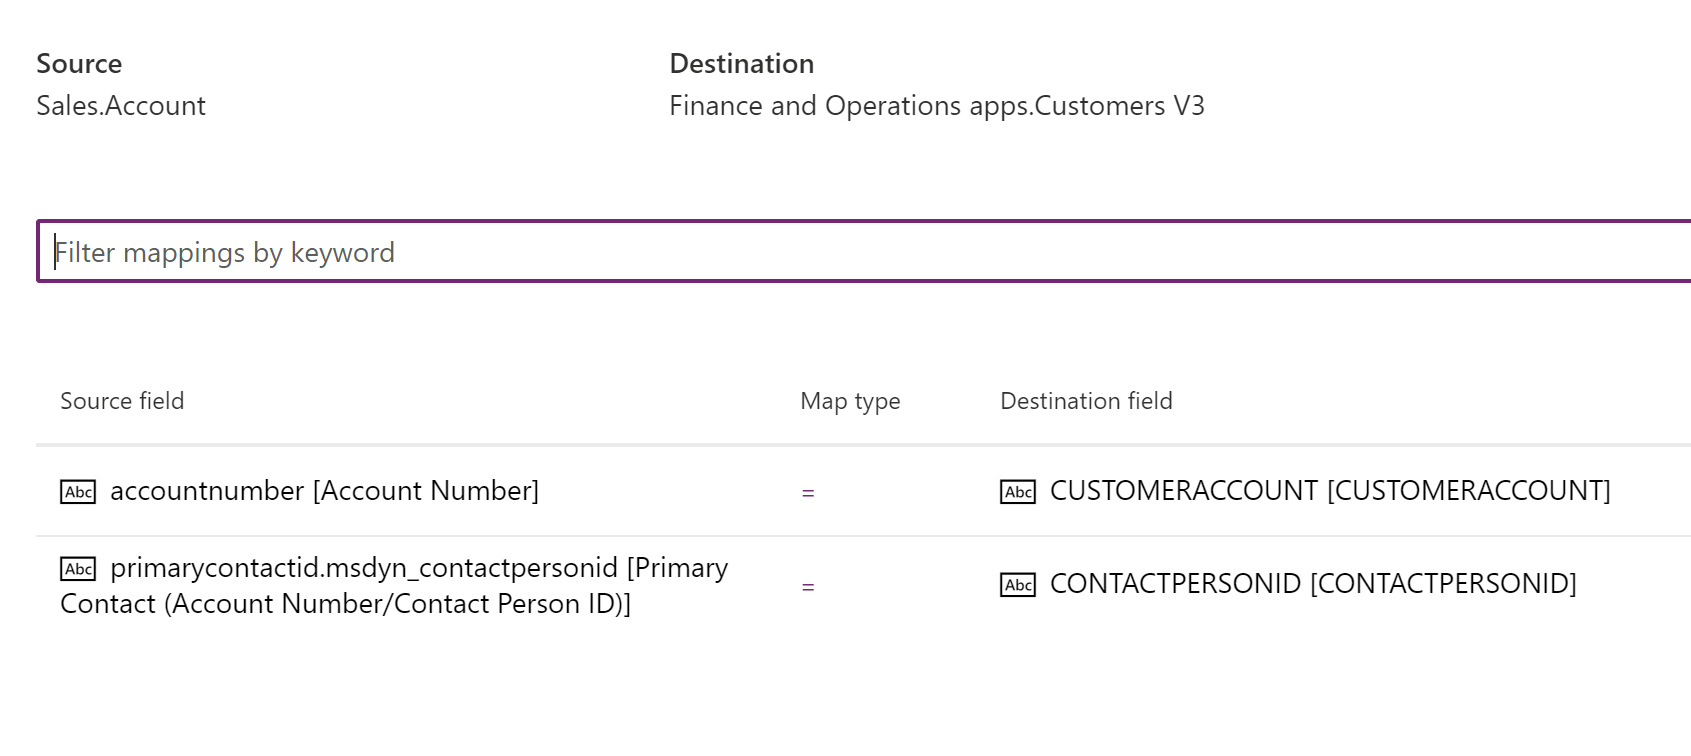 Source
Destination
Sales.Account
Finance and Operations apps.Customers V3
Filter mappings by keyword
Source field
Map type
Destination field
Abc accountnumber [Account Number]
=
Abc CUSTOMERACCOUNT [CUSTOMERACCOUNT]
Abc primarycontactid.msdyn_contactpersonid [Primary
Contact (Account Number/Contact Person ID)]
=
Abc CONTACTPERSONID [CONTACTPERSONID]